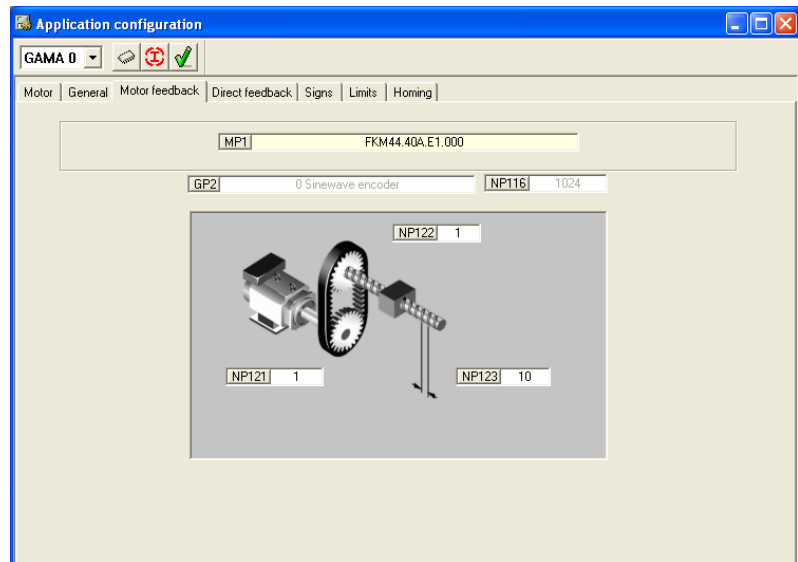 Application configuration
GAMA 0
Motor General Motor feedback Direct feedback Signs Limits Homing
MP1 FKM44.40A.E1.000
GP2 0 Sinewave encoder NP116 1024
NP122 1
NP121 1 NP123 10